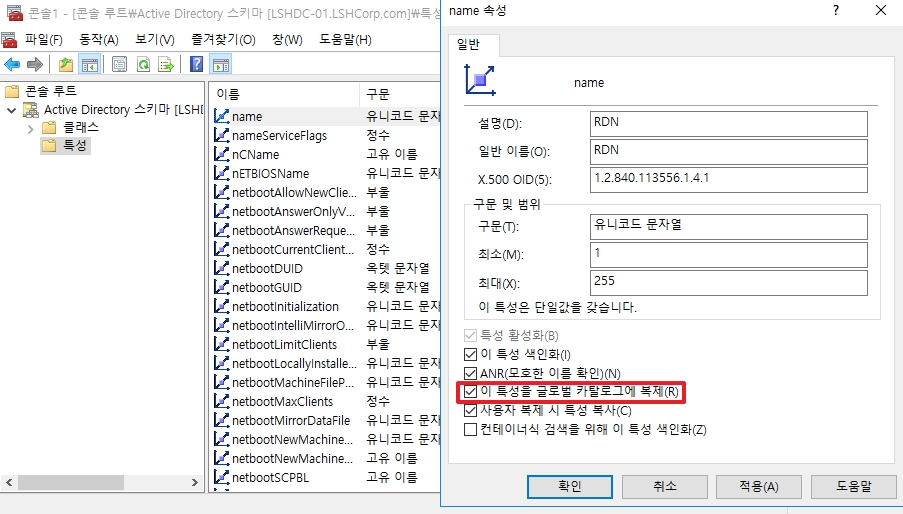 콘솔1 - [콘솔 루트\Active Directory 스키마 [LSHDC-01.LSHCorp.com]\특성
파일(F) 동작(A) 보기(V) 즐겨찾기(O) 창(W) 도움말(H)
콘솔 루트
Active Directory 스키마 [LSHD
클래스
특성
이름 구문
name 유니코드 문자
nameServiceFlags 정수
nCName 고유 이름
nETBIOSName 유니코드 문자
netbootAllowNewClie... 부울
netbootAnswerOnlyV... 부울
netbootAnswerReque... 부울
netbootCurrentClient... 정수
netbootDUID 옥텟 문자열
netbootGUID 옥텟 문자열
netbootInitialization 유니코드 문자
netbootIntelliMirrorO... 유니코드 문자
netbootLimitClients 부울
netbootLocallyInstalle... 유니코드 문자
netbootMachineFileP... 유니코드 문자
netbootMaxClients 정수
netbootMirrorDataFile 유니코드 문자
netbootNewMachine... 유니코드 문자
netbootNewMachine... 고유 이름
netbootSCPBL 고유 이름
name 속성
일반
name
설명(D): RDN
일반 이름(O): RDN
X.500 OID(5): 1.2.840.113556.1.4.1
구문 및 범위
구문(T): 유니코드 문자열
최소(M): 1
최대(X): 255
이 특성은 단일값을 갖습니다.
특성 활성화(B)
이 특성 색인화(I)
ANR(모호한 이름 확인)(N)
이 특성을 글로벌 카탈로그에 복제(R)
사용자 복제 시 특성 복사(C)
컨테이너식 검색을 위해 이 특성 색인화(Z)
확인 취소 적용(A) 도움말